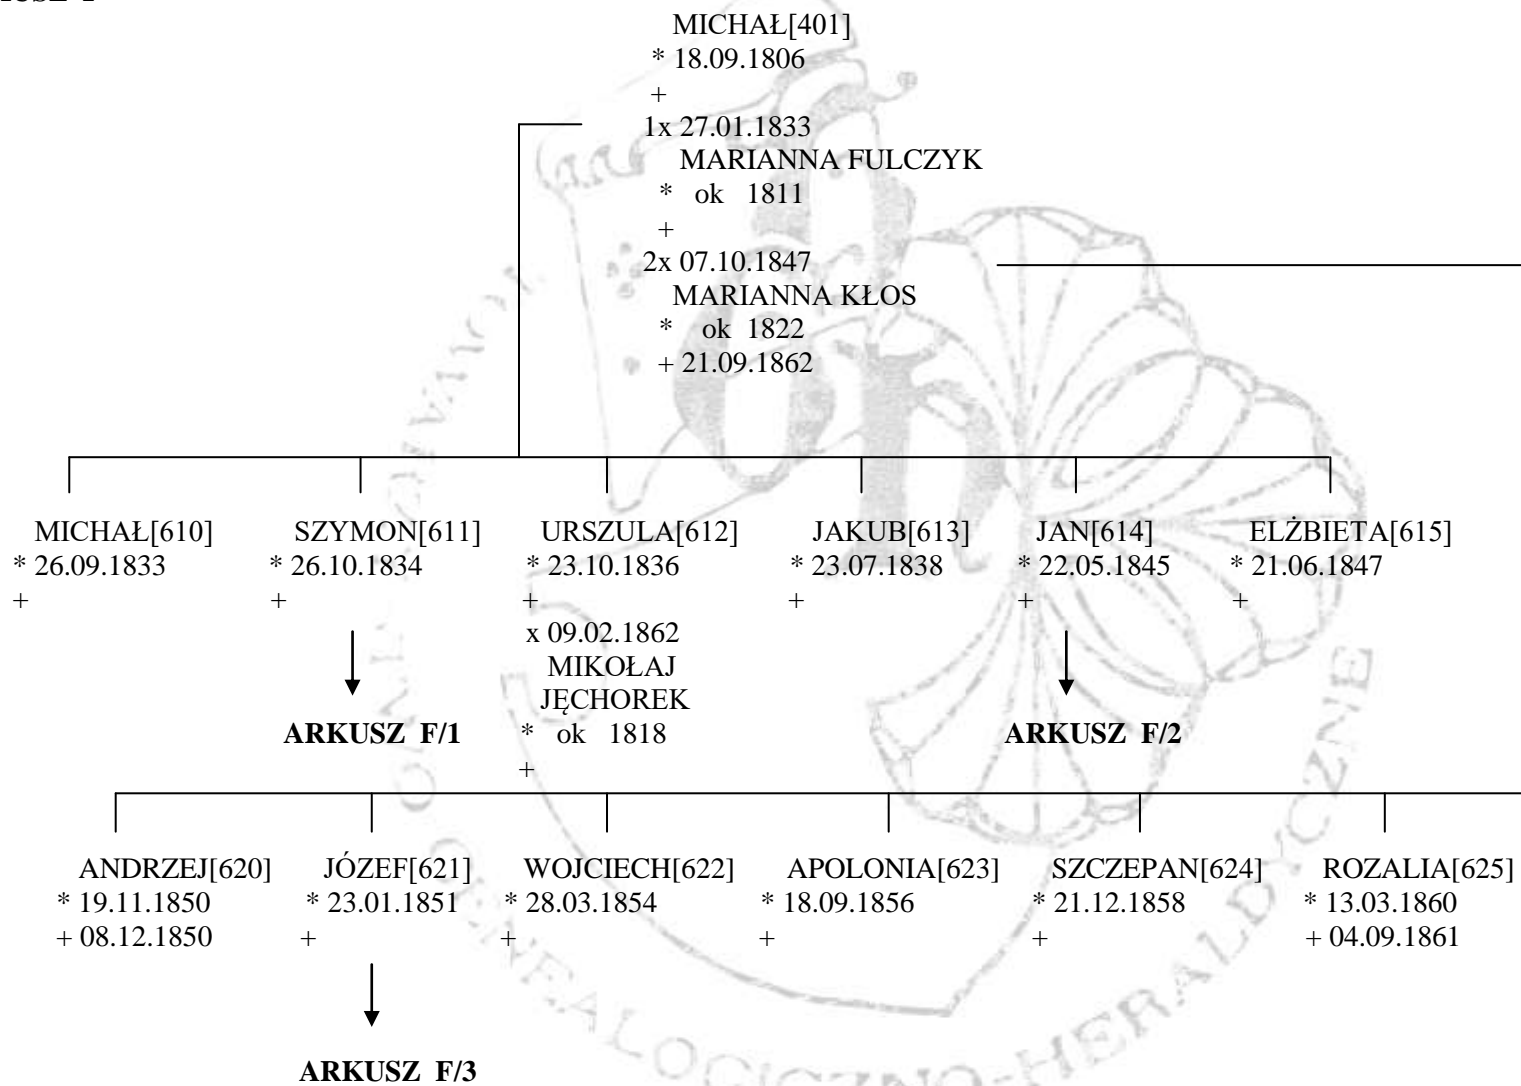 MICHAŁ[401]
* 18.09.1806
+
1x 27.01.1833
MARIANNA FULCZYK
* ok 1811
+
2x 07.10.1847
MARIANNA KŁOS
* ok 1822
+ 21.09.1862
MICHAŁ[610] SZYMON[611] URSZULA[612] JAKUB[613] JAN[614] ELŻBIETA[615]
* 26.09.1833 * 26.10.1834 * 23.10.1836 * 23.07.1838 * 22.05.1845 * 21.06.1847
+ + + + + +
x 09.02.1862
MIKOŁAJ
JĘCHOREK
ARKUSZ F/1 * ok 1818 ARKUSZ F/2
+
ANDRZEJ[620] JÓZEF[621] WOJCIECH[622] APOLONIA[623] SZCZEPAN[624] ROZALIA[625]
* 19.11.1850 * 23.01.1851 * 28.03.1854 * 18.09.1856 * 21.12.1858 * 13.03.1860
+ 08.12.1850 + + + + + 04.09.1861
ARKUSZ F/3